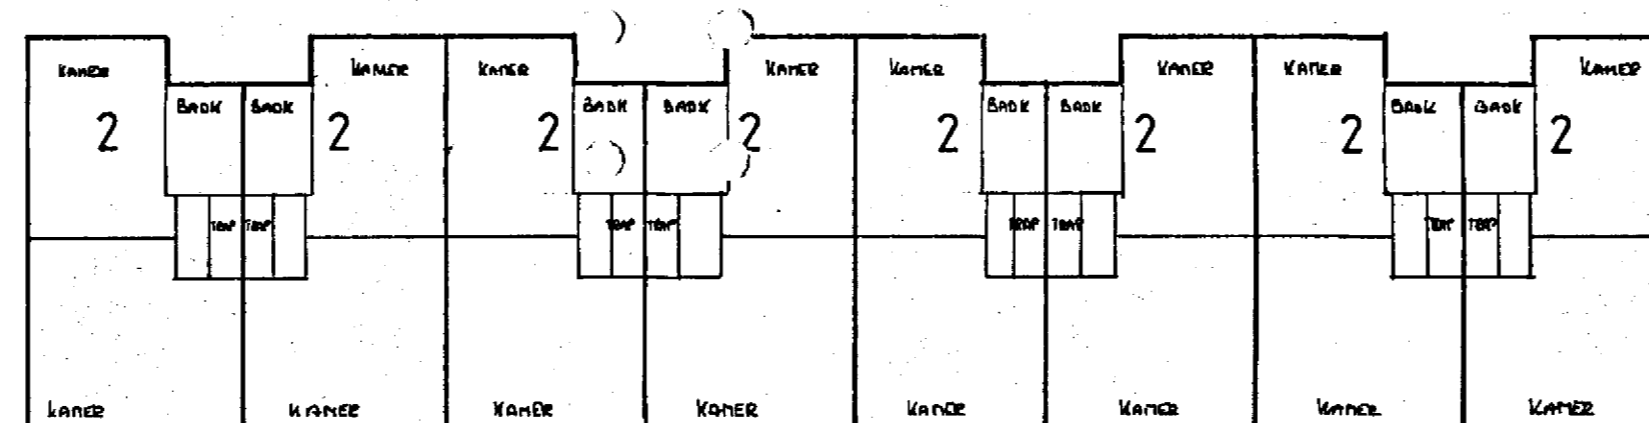 KAMER KAMER KAMER KAMER KAMER KAMER KAMER KAMER
BADK BADK BADK BADK BADK BADK BADK BADK
2 2 2 2 2 2 2 2
TRAP TRAP TRAP TRAP TRAP TRAP TRAP TRAP
KAMER KAMER KAMER KAMER KAMER KAMER KAMER KAMER